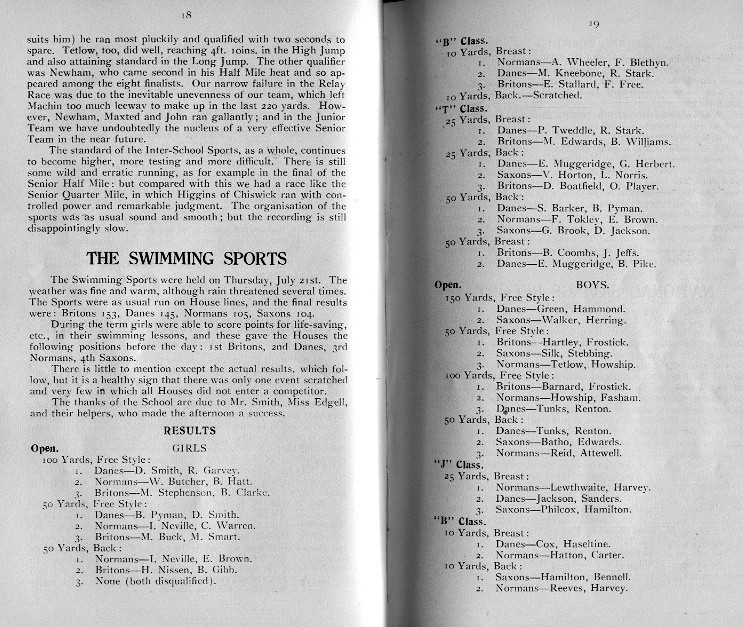 18
suits him) he ran most pluckily and qualified with two seconds to
spare. Tetlow, too, did well, reaching 4ft. 10ins. in the High Jump
and also attaining standard in the Long Jump. The other qualifier
was Newham, who came second in his Half Mile heat and so ap-
peared among the eight finalists. Our narrow failure in the Relay
Race was due to the inevitable unevenness of our team, which left
Machin too much leeway to make up in the last 220 yards. How-
ever, Newham, Maxted and John ran gallantly; and in the Junior
Team we have undoubtedly the nucleus of a very effective Senior
Team in the near future.
The standard of the Inter-School Sports, as a whole, continues
to become higher, more testing and more difficult. There is still
some wild and erratic running, as for example in the final of the
Senior Half Mile: but compared with this we had a race like the
Senior Quarter Mile, in which Higgins of Chiswick ran with con-
trolled power and remarkable judgment. The organisation of the
sports was as usual sound and smooth; but the recording is still
disappointingly slow.
THE SWIMMING SPORTS
The Swimming Sports were held on Thursday, July 21st. The
weather was fine and warm, although rain threatened several times.
The Sports were as usual run on House lines, and the final results
were: Britons 153, Danes 145, Normans 105, Saxons 104.
During the term girls were able to score points for life-saving,
etc., in their swimming lessons, and these gave the Houses the
following positions before the day: 1st Britons, 2nd Danes, 3rd
Normans, 4th Saxons.
There is little to mention except the actual results, which fol-
low, but it is a healthy sign that there was only one event scratched
and very few in which all Houses did not enter a competitor.
The thanks of the School are due to Mr. Smith, Miss Edgell,
and their helpers, who made the afternoon a success.
RESULTS
Open. GIRLS
100 Yards, Free Style:
1. Danes—D. Smith, R. Garvey.
2. Normans—W. Butcher, B. Hatt.
3. Britons—M. Stephenson, B. Clarke.
50 Yards, Free Style:
1. Danes—B. Pyman, D. Smith.
2. Normans—I. Neville, C. Warren.
3. Britons—M. Buck, M. Smart.
50 Yards, Back:
1. Normans—I. Neville, E. Brown.
2. Britons—H. Nissen, B. Gibb.
3. None (both disqualified).
19
"B" Class.
10 Yards, Breast:
1. Normans—A. Wheeler, F. Blethyn.
2. Danes—M. Kneebone, R. Stark.
3. Britons—E. Stallard, F. Free.
10 Yards, Back.—Scratched.
"T" Class.
25 Yards, Breast:
1. Danes—P. Tweddle, R. Stark.
2. Britons—M. Edwards, B. Williams.
25 Yards, Back:
1. Danes—E. Muggeridge, G. Herbert.
2. Saxons—V. Horton, L. Norris.
3. Britons—D. Boatfield, O. Player.
50 Yards, Back:
1. Danes—S. Barker, B. Pyman.
2. Normans—F. Tokley, E. Brown.
3. Saxons—G. Brook, D. Jackson.
50 Yards, Breast:
1. Britons—B. Coombs, J. Jeffs.
2. Danes—E. Muggeridge, B. Pike.
Open. BOYS.
150 Yards, Free Style:
1. Danes—Green, Hammond.
2. Saxons—Walker, Herring.
50 Yards, Free Style:
1. Britons—Hartley, Frostick.
2. Saxons—Silk, Stebbing.
3. Normans—Tetlow, Howship.
100 Yards, Free Style:
1. Britons—Barnard, Frostick.
2. Normans—Howship, Fasham.
3. Danes—Tunks, Renton.
50 Yards, Back:
1. Danes—Tunks, Renton.
2. Saxons—Batho, Edwards.
3. Normans—Reid, Attewell.
"J" Class.
25 Yards, Breast:
1. Normans—Lewthwaite, Harvey.
2. Danes—Jackson, Sanders.
3. Saxons—Philcox, Hamilton.
"B" Class.
10 Yards, Breast:
1. Danes—Cox, Haseltine.
2. Normans—Hatton, Carter.
10 Yards, Back:
1. Saxons—Hamilton, Bennell.
2. Normans—Reeves, Harvey.